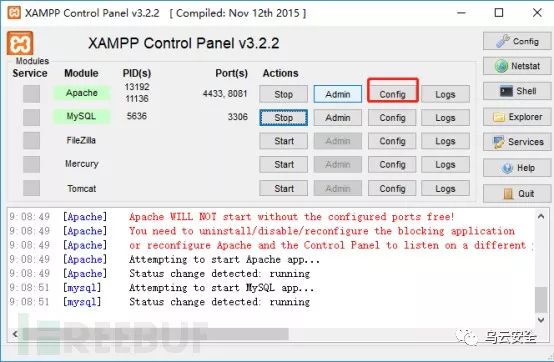 XAMPP Control Panel v3.2.2 [ Compiled: Nov 12th 2015 ]
XAMPP Control Panel v3.2.2
Config
Modules
Service Module PID(s) Port(s) Actions
Netstat
Apache 13192 11136 4433, 8081 Stop Admin Config Logs
Shell
MySQL 5636 3306 Stop Admin Config Logs
Explorer
FileZilla Start Admin Config Logs
Services
Mercury Start Admin Config Logs
Help
Tomcat Start Admin Config Logs
Quit
9:08:49 [Apache] Apache WILL NOT start without the configured ports free!
9:08:49 [Apache] You need to uninstall/disable/reconfigure the blocking application
9:08:49 [Apache] or reconfigure Apache and the Control Panel to listen on a different
9:08:49 [Apache] Attempting to start Apache app...
9:08:49 [Apache] Status change detected: running
9:08:51 [mysql] Attempting to start MySQL app...
9:08:51 [mysql] Status change detected: running
FREEBUF
乌云安全